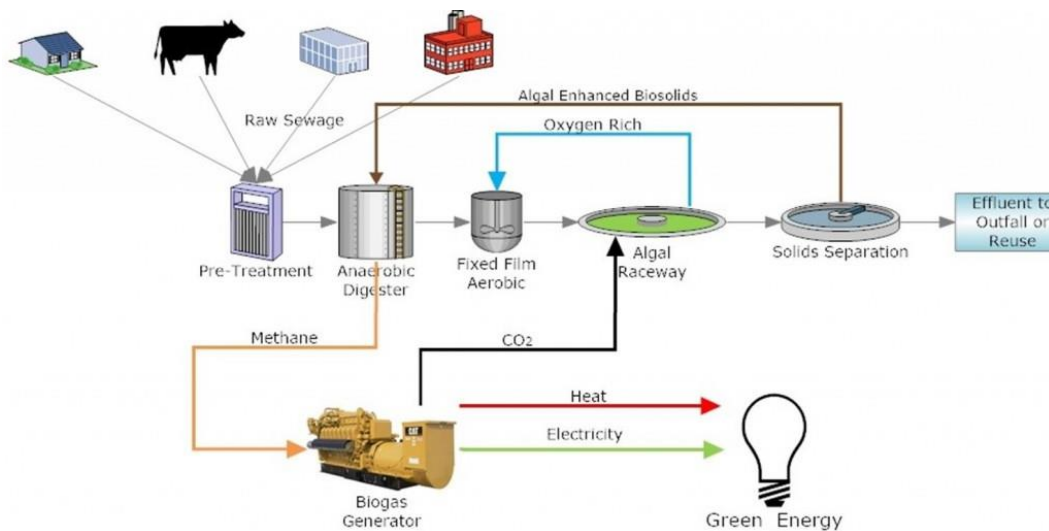 Raw Sewage
Algal Enhanced Biosolids
Oxygen Rich
Pre-Treatment
Anaerobic
Digester
Fixed Film
Aerobic
Algal
Raceway
Solids Separation
Effluent to
Outfall or
Reuse
Methane
CO2
Heat
Electricity
CAT
Biogas
Generator
Green Energy